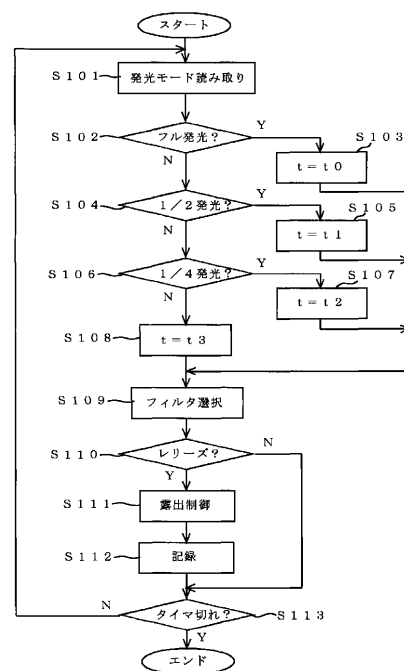 スタート
S101
発光モード読み取り
S102
フル発光?
Y
N
S103
t=t0
S104
1/2発光?
Y
N
S105
t=t1
S106
1/4発光?
Y
N
S107
t=t2
S108
t=t3
S109
フィルタ選択
S110
レリーズ?
N
Y
S111
露出制御
S112
記録
N
タイマ切れ?
S113
Y
エンド